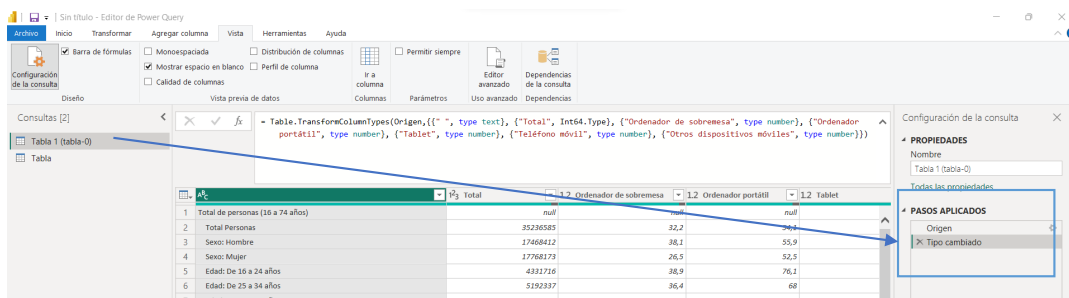 Sin título - Editor de Power Query
Archivo Inicio Transformar Agregar columna Vista Herramientas Ayuda
Configuración de la consulta
Barra de fórmulas
Monoespaciada
Mostrar espacio en blanco
Calidad de columnas
Distribución de columnas
Perfil de columna
Ir a columna
Permitir siempre
Editor avanzado
Dependencias de la consulta
Diseño Vista previa de datos Columnas Parámetros Uso avanzado Dependencias
Consultas [2]
Tabla 1 (tabla-0)
Tabla
fx
= Table.TransformColumnTypes(Origen,{{" ", type text}, {"Total", Int64.Type}, {"Ordenador de sobremesa", type number}, {"Ordenador
portátil", type number}, {"Tablet", type number}, {"Teléfono móvil", type number}, {"Otros dispositivos móviles", type number}})
ABC 123 Total 1.2 Ordenador de sobremesa 1.2 Ordenador portátil 1.2 Tablet
1 Total de personas (16 a 74 años) null null null
2 Total Personas 35236585 32,2 54,1
3 Sexo: Hombre 17468412 38,1 55,9
4 Sexo: Mujer 17768173 26,5 52,5
5 Edad: De 16 a 24 años 4331716 38,9 76,1
6 Edad: De 25 a 34 años 5192337 36,4 68
Configuración de la consulta
PROPIEDADES
Nombre
Tabla 1 (tabla-0)
Todas las propiedades
PASOS APLICADOS
Origen
Tipo cambiado